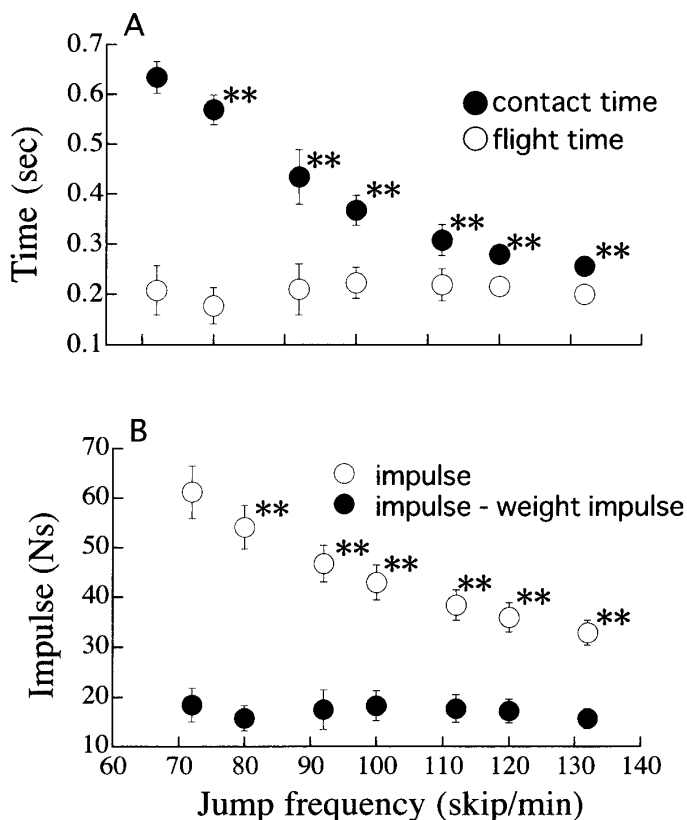 A
0.7
0.6
0.5
0.4
0.3
0.2
0.1
Time (sec)
contact time
flight time
**
**
**
**
**
**
B
70
60
50
40
30
20
10
Impulse (Ns)
impulse
impulse - weight impulse
**
**
**
**
**
**
60 70 80 90 100 110 120 130 140
Jump frequency (skip/min)